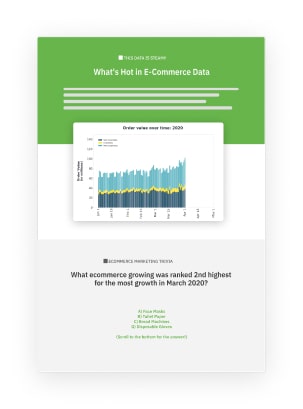 THIS DATA IS STEAMY
What's Hot in E-Commerce Data
Order value over time: 2020
ECOMMERCE MARKETING TRIVIA
What ecommerce growing was ranked 2nd highest
for the most growth in March 2020?
A) Face Masks
B) Toilet Paper
C) Bread Machines
D) Disposable Gloves
(Scroll to the bottom for the answer!)